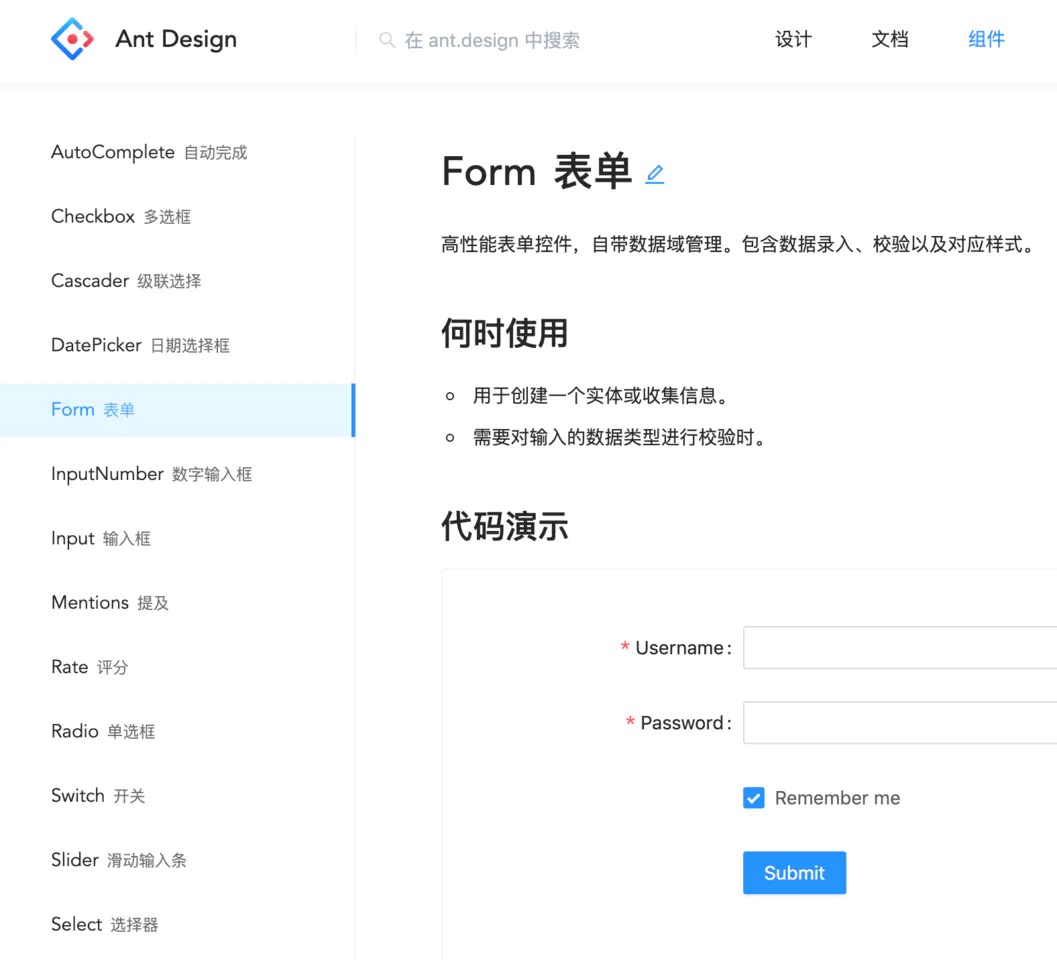 Ant Design
在 ant.design 中搜索
设计
文档
组件
AutoComplete 自动完成
Checkbox 多选框
Cascader 级联选择
DatePicker 日期选择框
Form 表单
InputNumber 数字输入框
Input 输入框
Mentions 提及
Rate 评分
Radio 单选框
Switch 开关
Slider 滑动输入条
Select 选择器
Form 表单
高性能表单控件，自带数据域管理。包含数据录入、校验以及对应样式。
何时使用
用于创建一个实体或收集信息。
需要对输入的数据类型进行校验时。
代码演示
* Username:
* Password:
Remember me
Submit